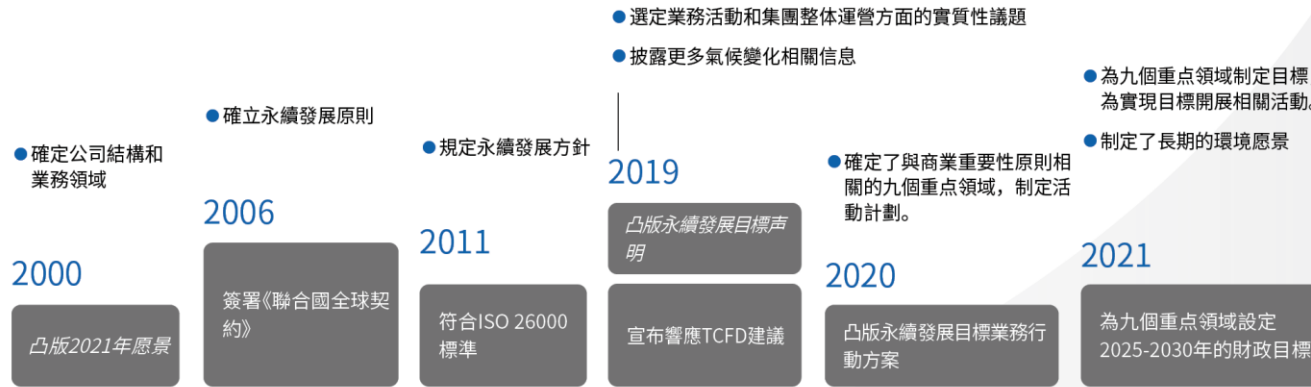 ● 確定公司結構和
業務領域
2000
凸版2021年愿景
● 確立永續發展原則
2006
簽署《聯合國全球契
約》
● 規定永續發展方針
2011
符合ISO 26000
標準
● 選定業務活動和集團整体運營方面的實質性議題
● 披露更多氣候變化相關信息
2019
凸版永續發展目標声
明
宣布響應TCFD建議
● 確定了與商業重要性原則相
關的九個重点領域，制定活
動計劃。
2020
凸版永續發展目標業務行
動方案
● 為九個重点領域制定目標
為實現目標開展相關活動。
● 制定了長期的環境愿景
2021
為九個重点領域設定
2025-2030年的財政目標